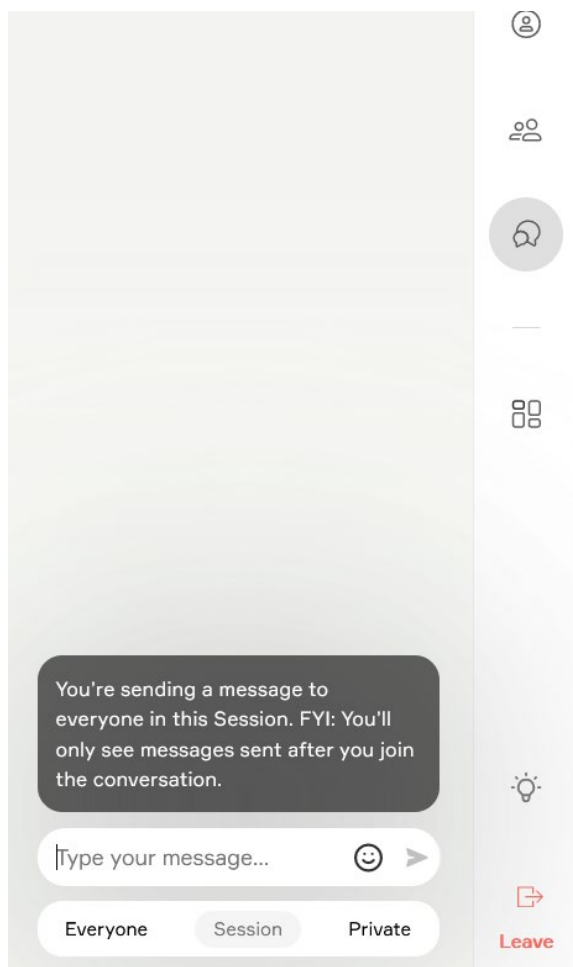 You're sending a message to
everyone in this Session. FYI: You'll
only see messages sent after you join
the conversation.
Type your message...
Everyone Session Private
Leave